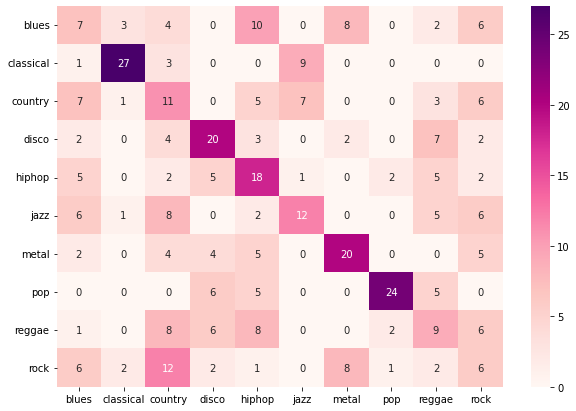 blues 7 3 4 0 10 0 8 0 2 6
classical 1 27 3 0 0 9 0 0 0 0
country 7 1 11 0 5 7 0 0 3 6
disco 2 0 4 20 3 0 2 0 7 2
hiphop 5 0 2 5 18 1 0 2 5 2
jazz 6 1 8 0 2 12 0 0 5 6
metal 2 0 4 4 5 0 20 0 0 5
pop 0 0 0 6 5 0 0 24 5 0
reggae 1 0 8 6 8 0 0 2 9 6
rock 6 2 12 2 1 0 8 1 2 6
blues classical country disco hiphop jazz metal pop reggae rock
25
20
15
10
5
0